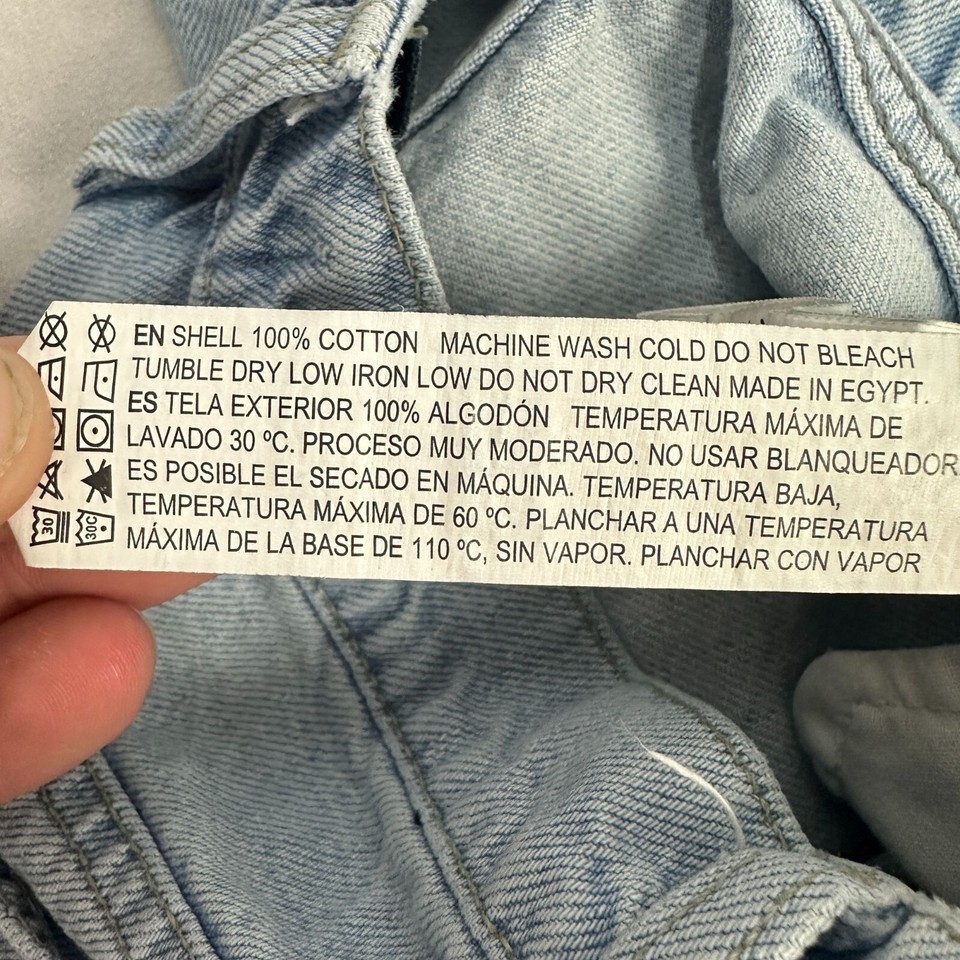 EN SHELL 100% COTTON MACHINE WASH COLD DO NOT BLEACH
TUMBLE DRY LOW IRON LOW DO NOT DRY CLEAN MADE IN EGYPT.
ES TELA EXTERIOR 100% ALGODÓN TEMPERATURA MÁXIMA DE
LAVADO 30 ºC. PROCESO MUY MODERADO. NO USAR BLANQUEADOR
ES POSIBLE EL SECADO EN MÁQUINA. TEMPERATURA BAJA,
TEMPERATURA MÁXIMA DE 60 ºC. PLANCHAR A UNA TEMPERATURA
MÁXIMA DE LA BASE DE 110 ºC, SIN VAPOR. PLANCHAR CON VAPOR
30
30C